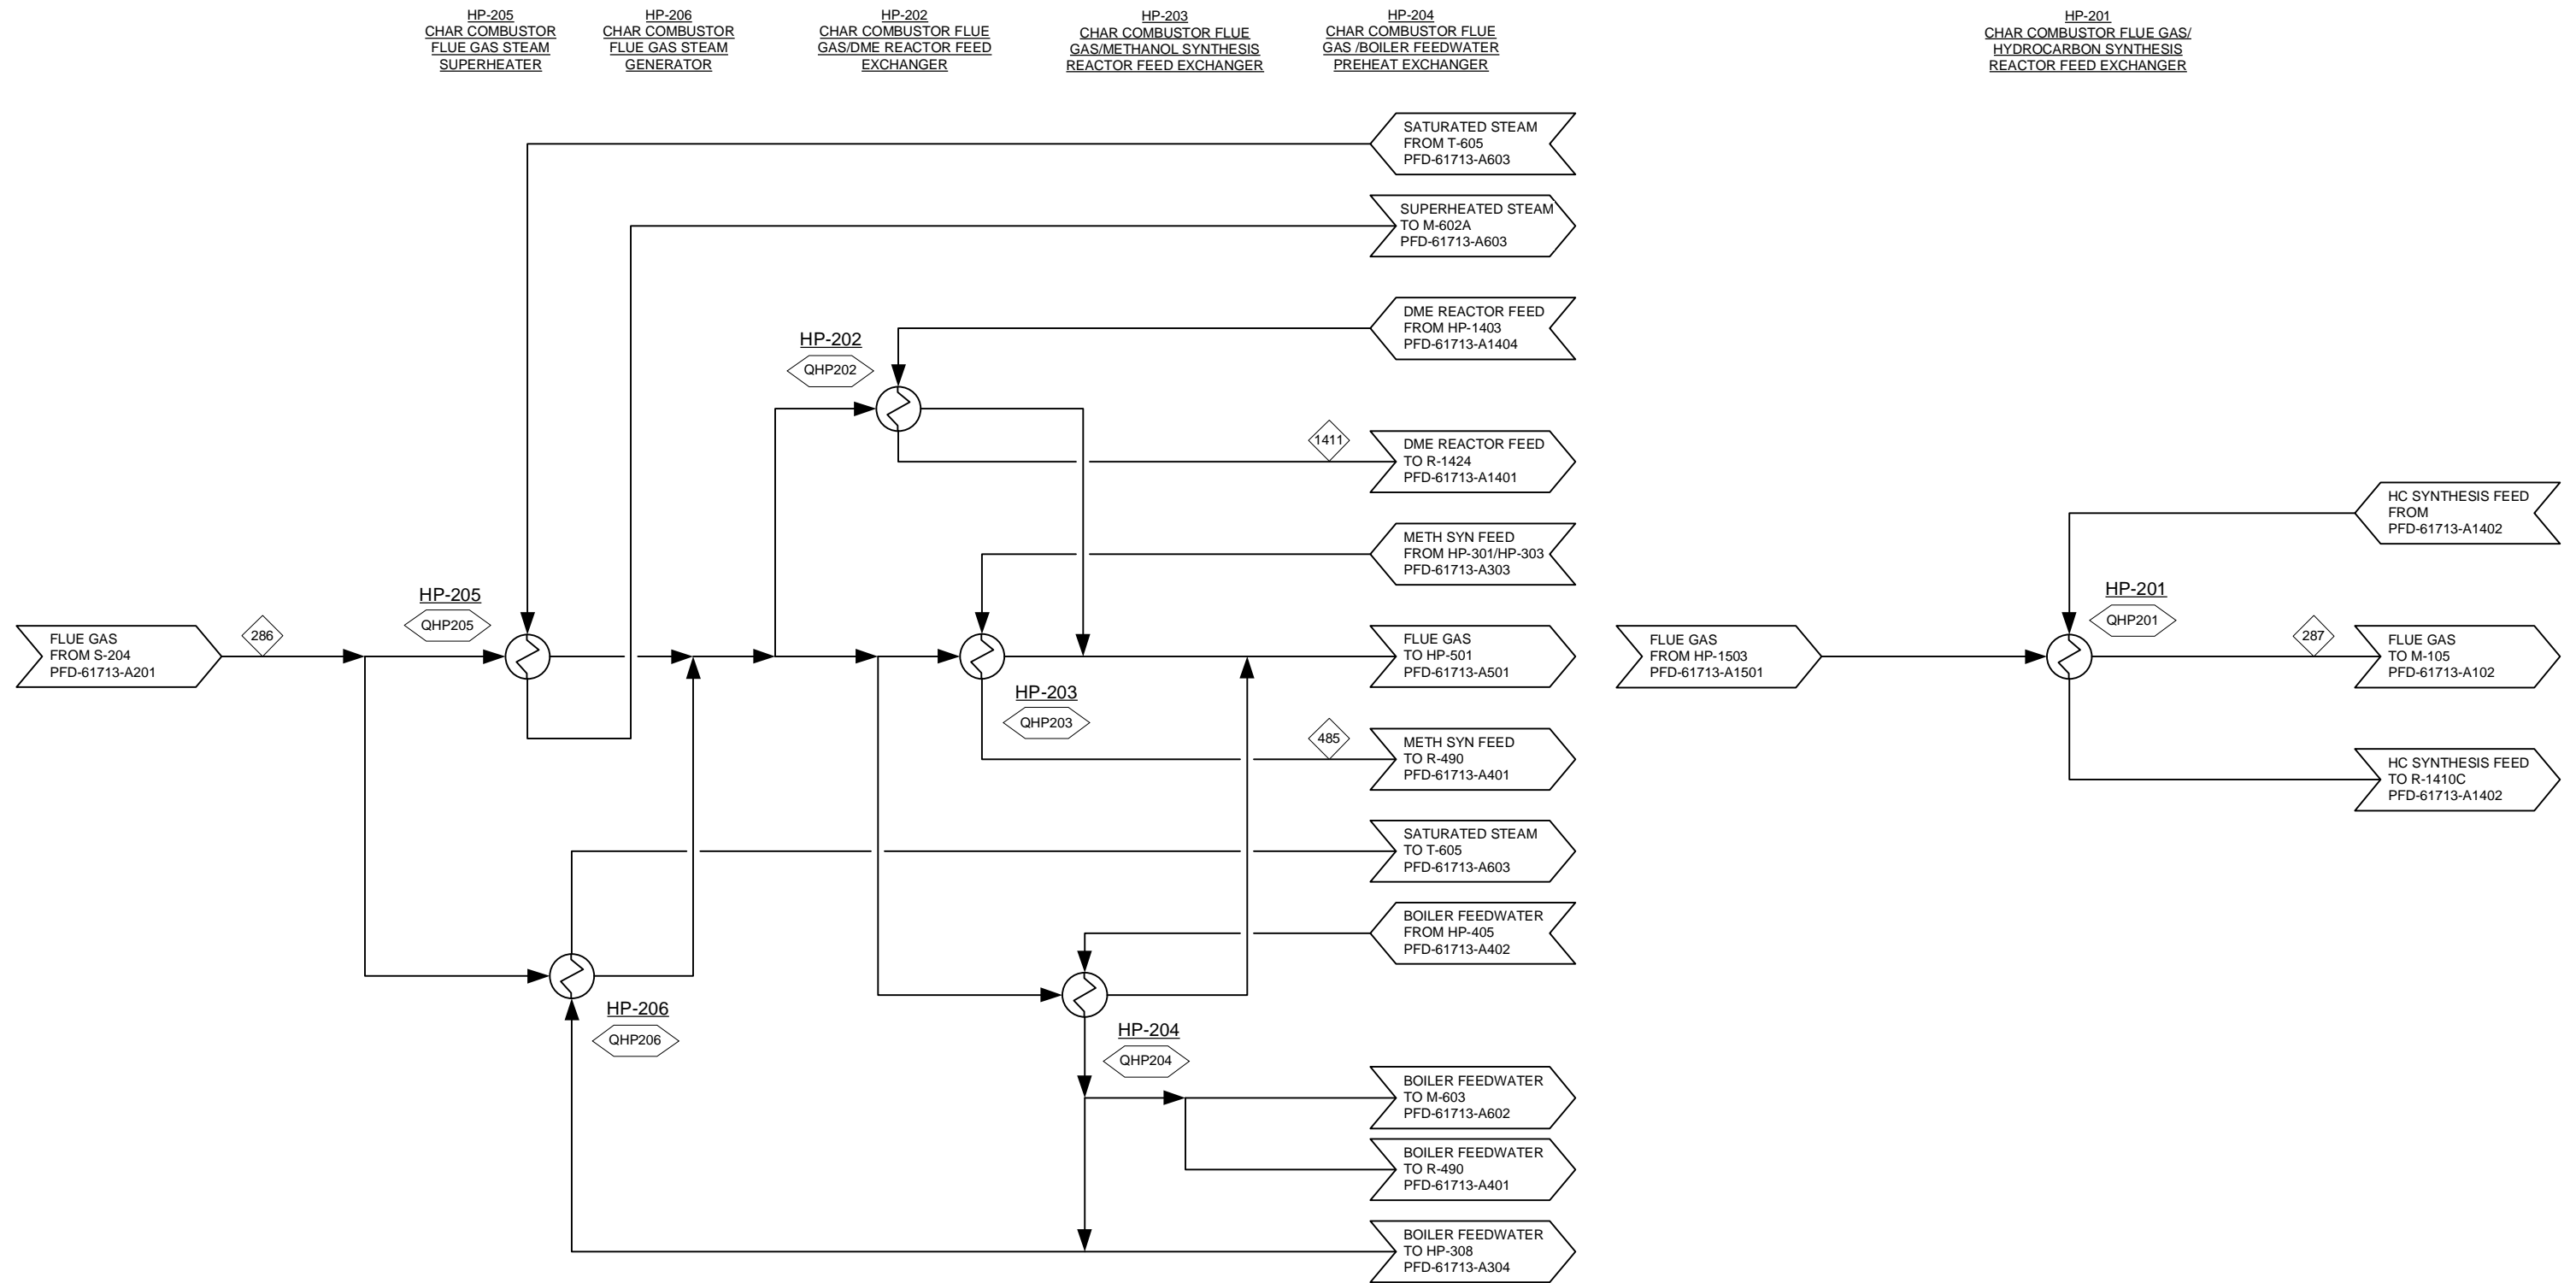 HP-205
CHAR COMBUSTOR
FLUE GAS STEAM
SUPERHEATER
HP-206
CHAR COMBUSTOR
FLUE GAS STEAM
GENERATOR
HP-202
CHAR COMBUSTOR FLUE
GAS/DME REACTOR FEED
EXCHANGER
HP-203
CHAR COMBUSTOR FLUE
GAS/METHANOL SYNTHESIS
REACTOR FEED EXCHANGER
HP-204
CHAR COMBUSTOR FLUE
GAS /BOILER FEEDWATER
PREHEAT EXCHANGER
HP-201
CHAR COMBUSTOR FLUE GAS/
HYDROCARBON SYNTHESIS
REACTOR FEED EXCHANGER
SATURATED STEAM
FROM T-605
PFD-61713-A603
SUPERHEATED STEAM
TO M-602A
PFD-61713-A603
DME REACTOR FEED
FROM HP-1403
PFD-61713-A1404
HP-202
QHP202
1411
DME REACTOR FEED
TO R-1424
PFD-61713-A1401
METH SYN FEED
FROM HP-301/HP-303
PFD-61713-A303
HC SYNTHESIS FEED
FROM
PFD-61713-A1402
FLUE GAS
FROM S-204
PFD-61713-A201
286
HP-205
QHP205
FLUE GAS
TO HP-501
PFD-61713-A501
FLUE GAS
FROM HP-1503
PFD-61713-A1501
HP-201
QHP201
287
FLUE GAS
TO M-105
PFD-61713-A102
HP-203
QHP203
485
METH SYN FEED
TO R-490
PFD-61713-A401
HC SYNTHESIS FEED
TO R-1410C
PFD-61713-A1402
SATURATED STEAM
TO T-605
PFD-61713-A603
BOILER FEEDWATER
FROM HP-405
PFD-61713-A402
HP-206
QHP206
HP-204
QHP204
BOILER FEEDWATER
TO M-603
PFD-61713-A602
BOILER FEEDWATER
TO R-490
PFD-61713-A401
BOILER FEEDWATER
TO HP-308
PFD-61713-A304